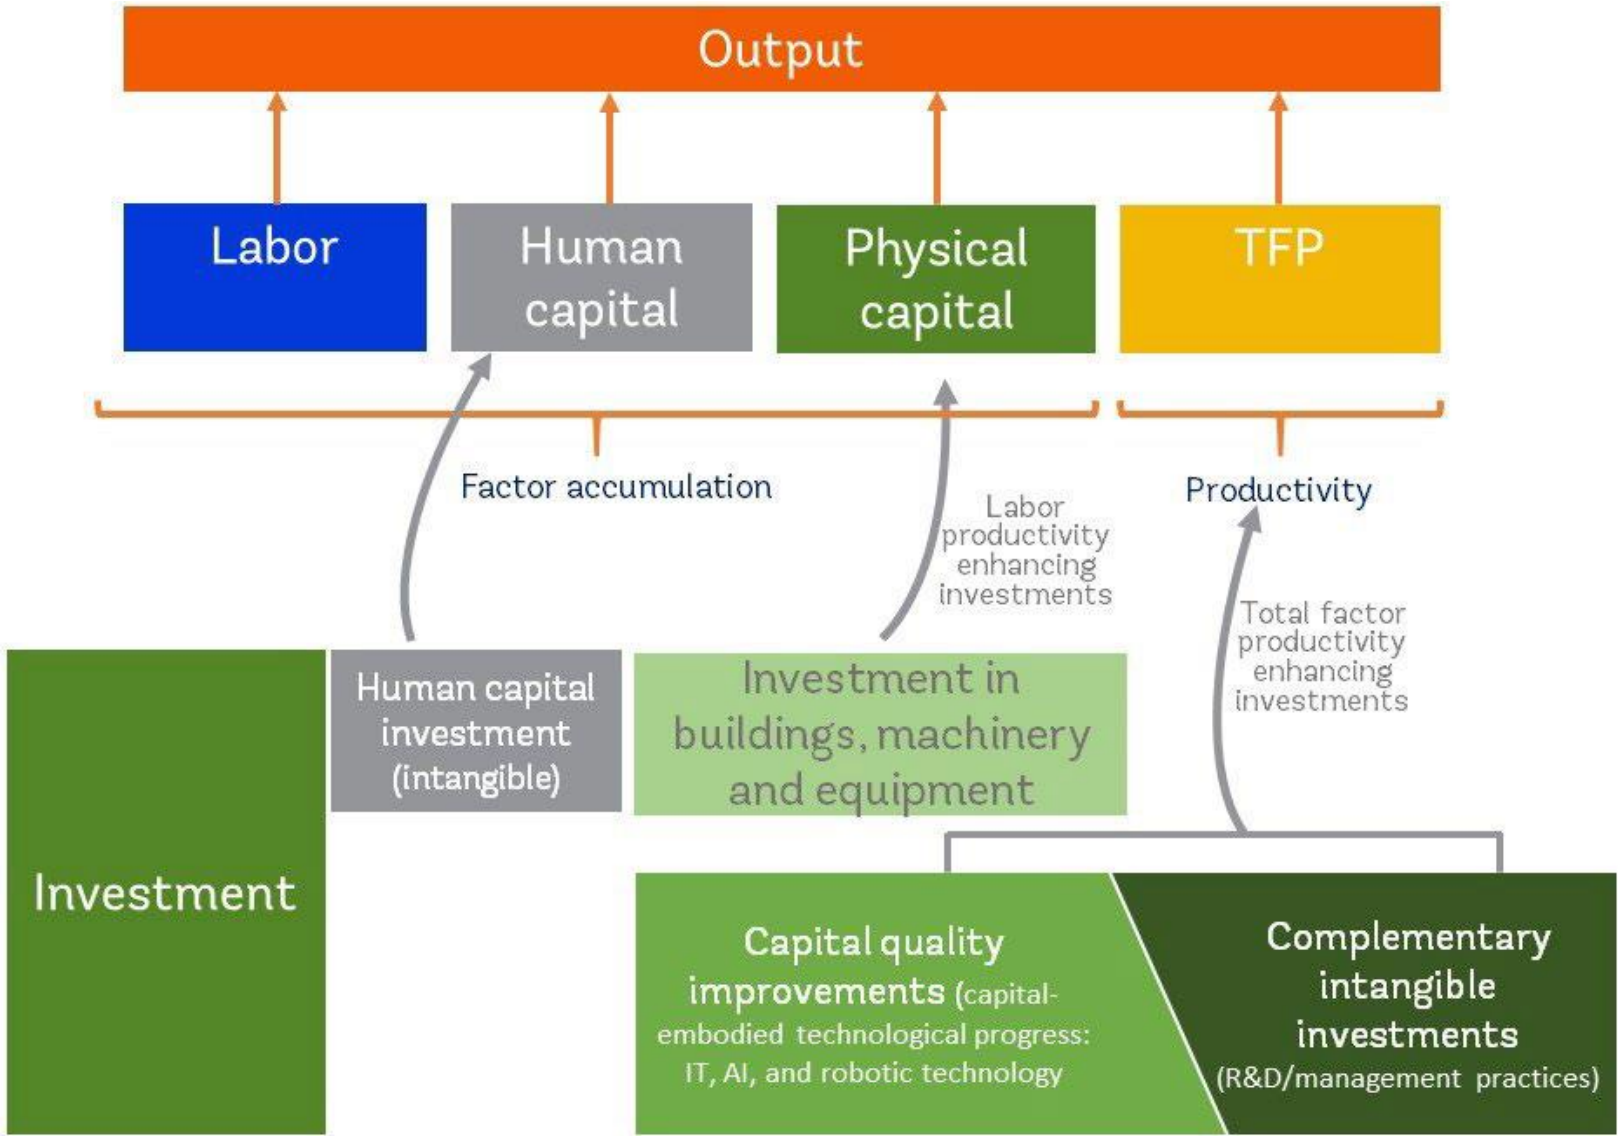 Output
Labor
Human
capital
Physical
capital
TFP
Factor accumulation
Productivity
Labor
productivity
enhancing
investments
Total factor
productivity
enhancing
investments
Investment
Human capital
investment
(intangible)
Investment in
buildings, machinery
and equipment
Capital quality
improvements (capital-
embodied technological progress:
IT, AI, and robotic technology
Complementary
intangible
investments
(R&D/management practices)